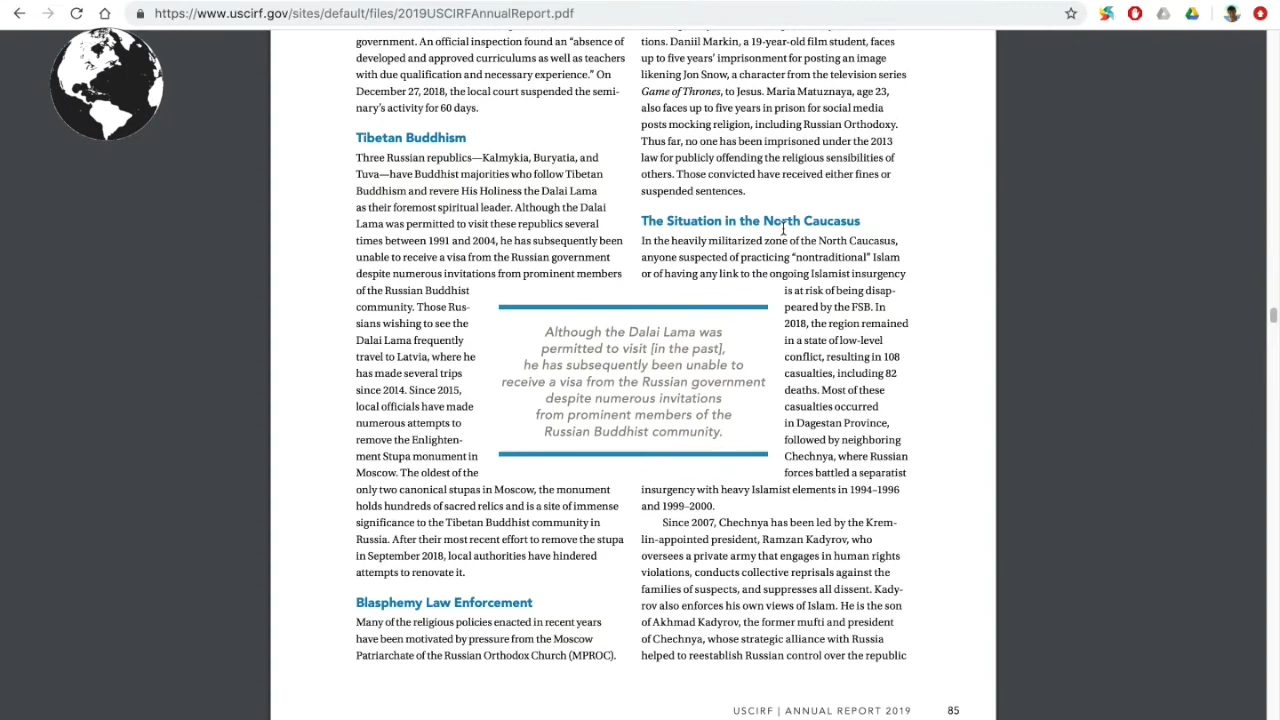 https://www.uscirf.gov/sites/default/files/2019USCIRFAnnualReport.pdf
government. An official inspection found an “absence of
developed and approved curriculums as well as teachers
with due qualification and necessary experience.” On
December 27, 2018, the local court suspended the semi-
nary’s activity for 60 days.
Tibetan Buddhism
Three Russian republics—Kalmykia, Buryatia, and
Tuva—have Buddhist majorities who follow Tibetan
Buddhism and revere His Holiness the Dalai Lama
as their foremost spiritual leader. Although the Dalai
Lama was permitted to visit these republics several
times between 1991 and 2004, he has subsequently been
unable to receive a visa from the Russian government
despite numerous invitations from prominent members
of the Russian Buddhist
community. Those Rus-
sians wishing to see the
Dalai Lama frequently
travel to Latvia, where he
has made several trips
since 2014. Since 2015,
local officials have made
numerous attempts to
remove the Enlighten-
ment Stupa monument in
Moscow. The oldest of the
only two canonical stupas in Moscow, the monument
holds hundreds of sacred relics and is a site of immense
significance to the Tibetan Buddhist community in
Russia. After their most recent effort to remove the stupa
in September 2018, local authorities have hindered
attempts to renovate it.
Blasphemy Law Enforcement
Many of the religious policies enacted in recent years
have been motivated by pressure from the Moscow
Patriarchate of the Russian Orthodox Church (MPROC).
Although the Dalai Lama was
permitted to visit [in the past],
he has subsequently been unable to
receive a visa from the Russian government
despite numerous invitations
from prominent members of the
Russian Buddhist community.
tions. Daniil Markin, a 19-year-old film student, faces
up to five years’ imprisonment for posting an image
likening Jon Snow, a character from the television series
Game of Thrones, to Jesus. Maria Matuznaya, age 23,
also faces up to five years in prison for social media
posts mocking religion, including Russian Orthodoxy.
Thus far, no one has been imprisoned under the 2013
law for publicly offending the religious sensibilities of
others. Those convicted have received either fines or
suspended sentences.
The Situation in the North Caucasus
In the heavily militarized zone of the North Caucasus,
anyone suspected of practicing “nontraditional” Islam
or of having any link to the ongoing Islamist insurgency
is at risk of being disap-
peared by the FSB. In
2018, the region remained
in a state of low-level
conflict, resulting in 108
casualties, including 82
deaths. Most of these
casualties occurred
in Dagestan Province,
followed by neighboring
Chechnya, where Russian
forces battled a separatist
insurgency with heavy Islamist elements in 1994–1996
and 1999–2000.
Since 2007, Chechnya has been led by the Krem-
lin-appointed president, Ramzan Kadyrov, who
oversees a private army that engages in human rights
violations, conducts collective reprisals against the
families of suspects, and suppresses all dissent. Kady-
rov also enforces his own views of Islam. He is the son
of Akhmad Kadyrov, the former mufti and president
of Chechnya, whose strategic alliance with Russia
helped to reestablish Russian control over the republic
USCIRF | ANNUAL REPORT 2019 85